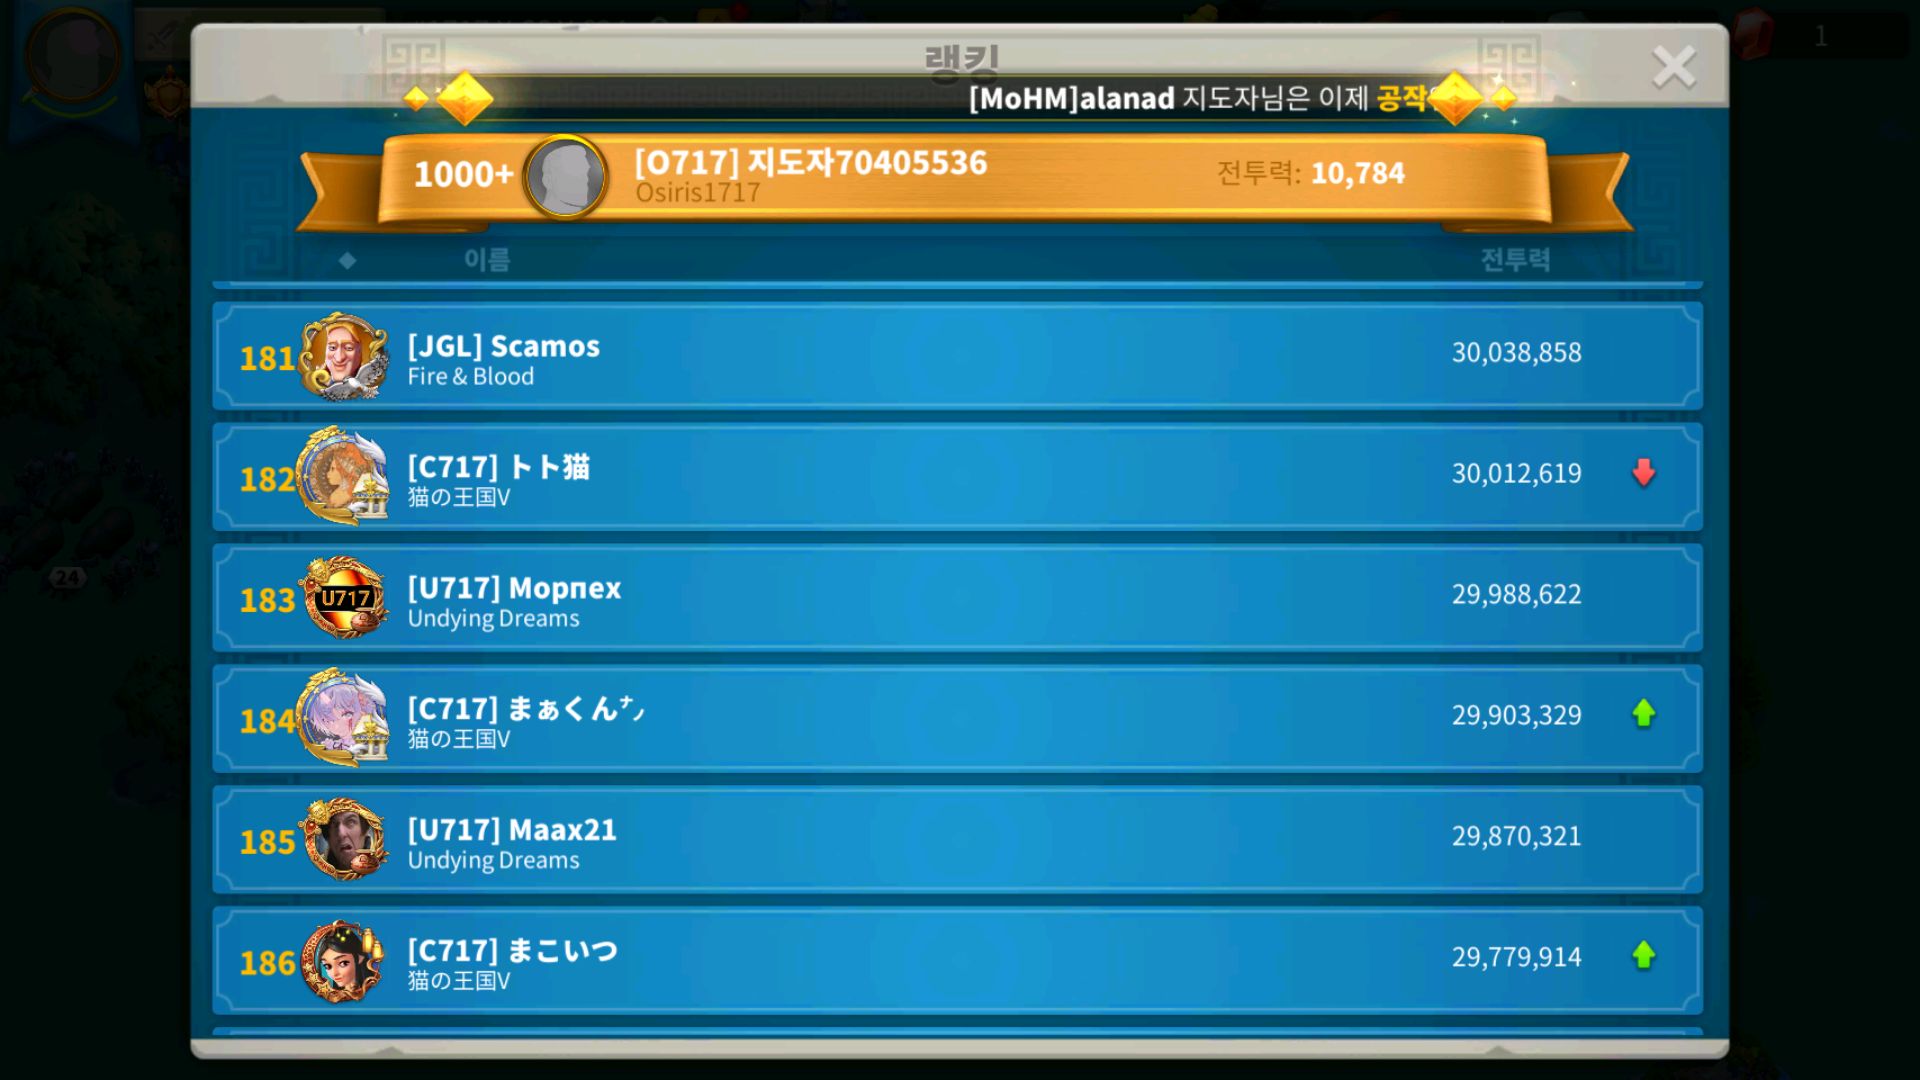 랭킹
[MoHM]alanad 지도자님은 이제 공작
1000+
[O717] 지도자70405536
Osiris1717
전투력: 10,784
이름
전투력
181
[JGL] Scamos
Fire & Blood
30,038,858
182
[C717] トト猫
猫の王国V
30,012,619
183
U717
[U717] Морпех
Undying Dreams
29,988,622
184
[C717] まぁくん
猫の王国V
29,903,329
185
[U717] Maax21
Undying Dreams
29,870,321
186
[C717] まこいつ
猫の王国V
29,779,914
24
1